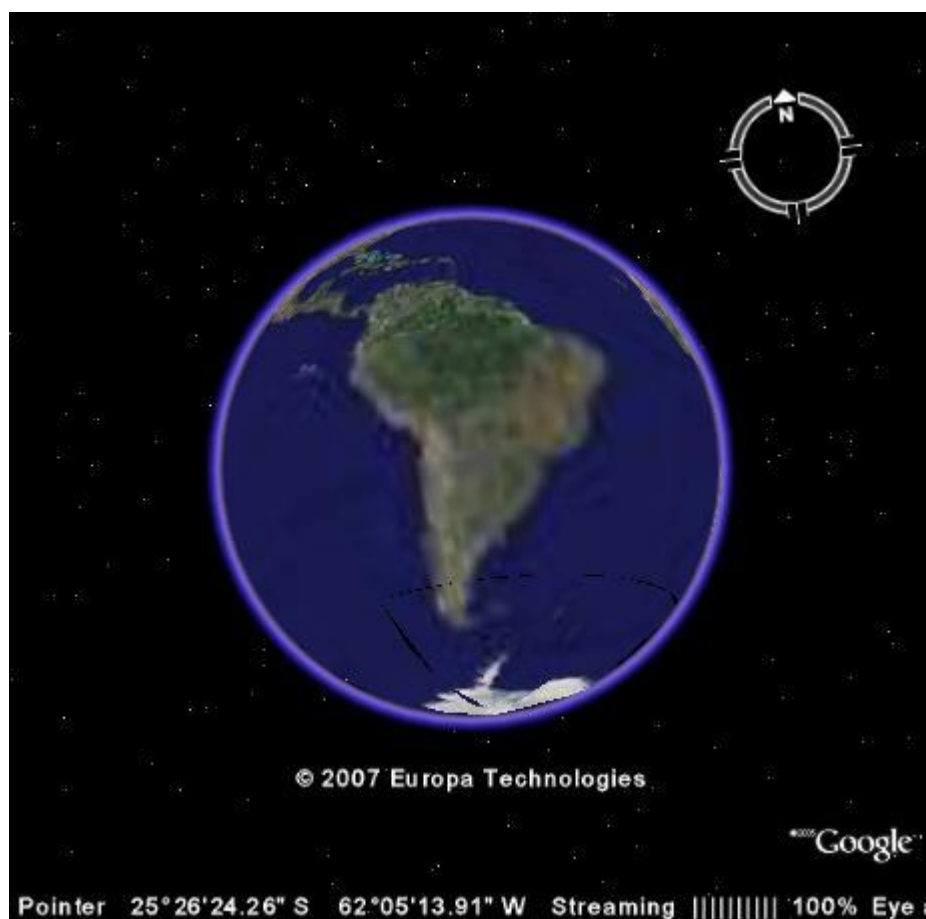 N
© 2007 Europa Technologies
Google
Pointer 25°26'24.26" S 62°05'13.91" W Streaming |||||||||| 100% Eye